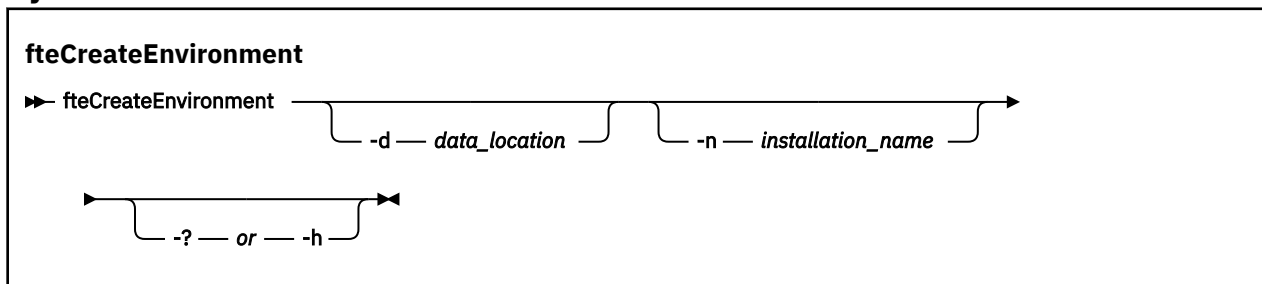 fteCreateEnvironment
fteCreateEnvironment
-d data_location -n installation_name
-? or -h